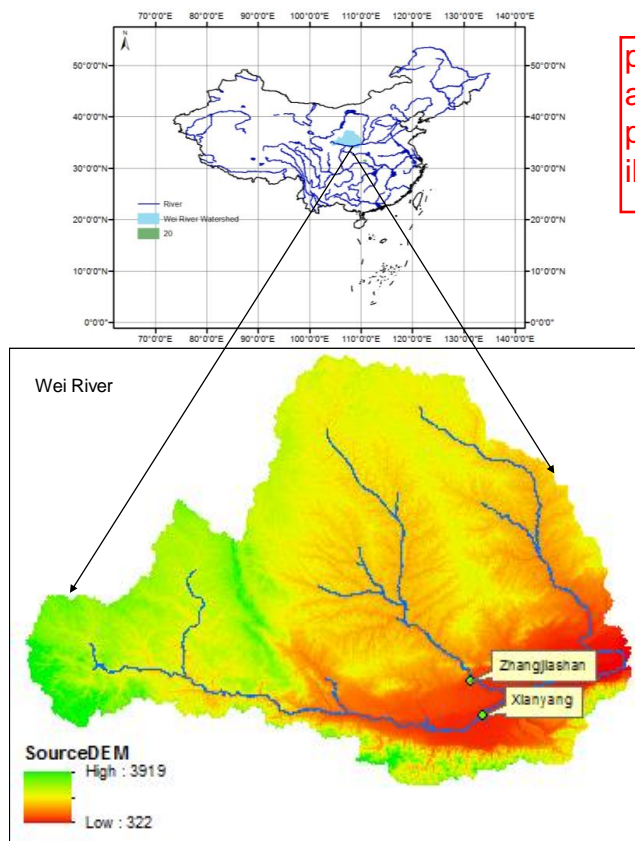 70°0'0"E 80°0'0"E 90°0'0"E 100°0'0"E 110°0'0"E 120°0'0"E 130°0'0"E 140°0'0"E
N
50°0'0"N 50°0'0"N
40°0'0"N 40°0'0"N
30°0'0"N 30°0'0"N
20°0'0"N 20°0'0"N
10°0'0"N 10°0'0"N
0°0'0" 0°0'0"
River
Wei River Watershed
20
70°0'0"E 80°0'0"E 90°0'0"E 100°0'0"E 110°0'0"E 120°0'0"E 130°0'0"E 140°0'0"E
Wei River
Zhangjiashan
Xianyang
SourceDEM
High : 3919
Low : 322